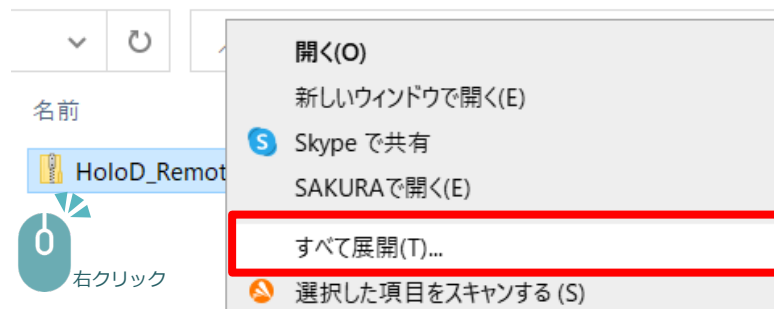 開く(O)
名前
新しいウィンドウで開く(E)
Skype で共有
HoloD_Remot
SAKURAで開く(E)
すべて展開(T)...
右クリック
選択した項目をスキャンする (S)